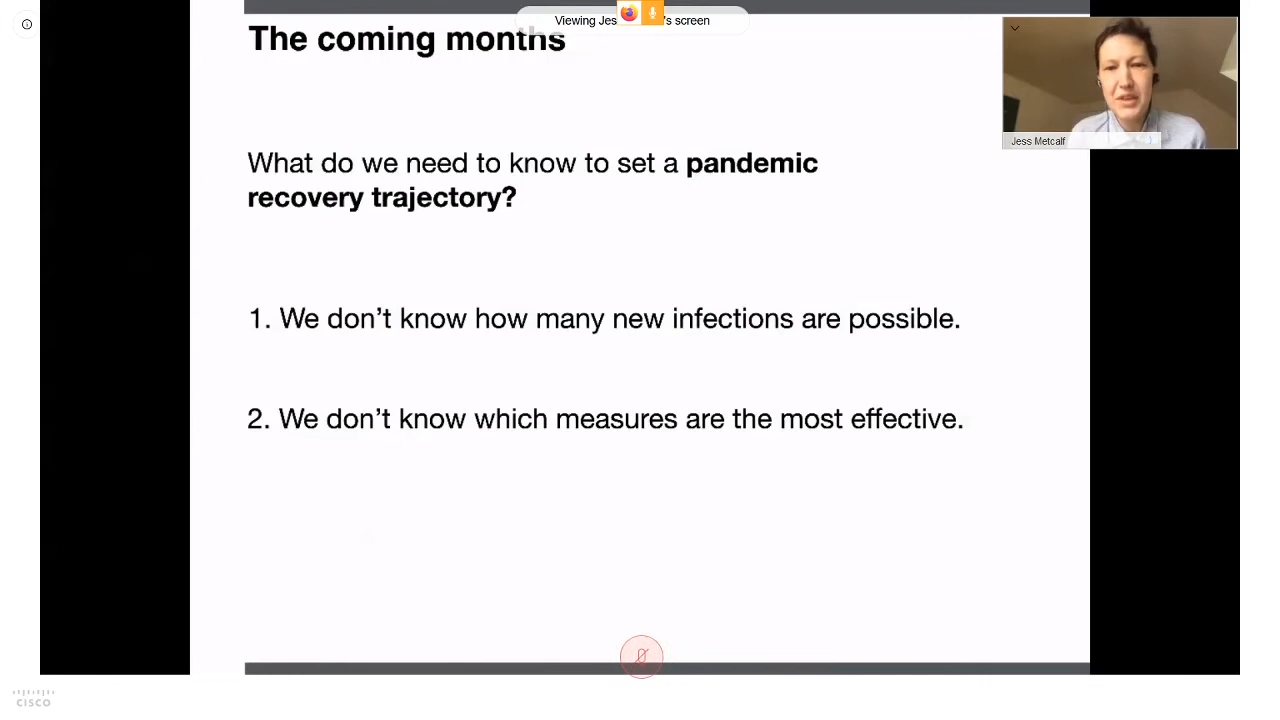 Viewing Jes 's screen
The coming months
Jess Metcalf
What do we need to know to set a pandemic
recovery trajectory?
1. We don't know how many new infections are possible.
2. We don't know which measures are the most effective.
CISCO